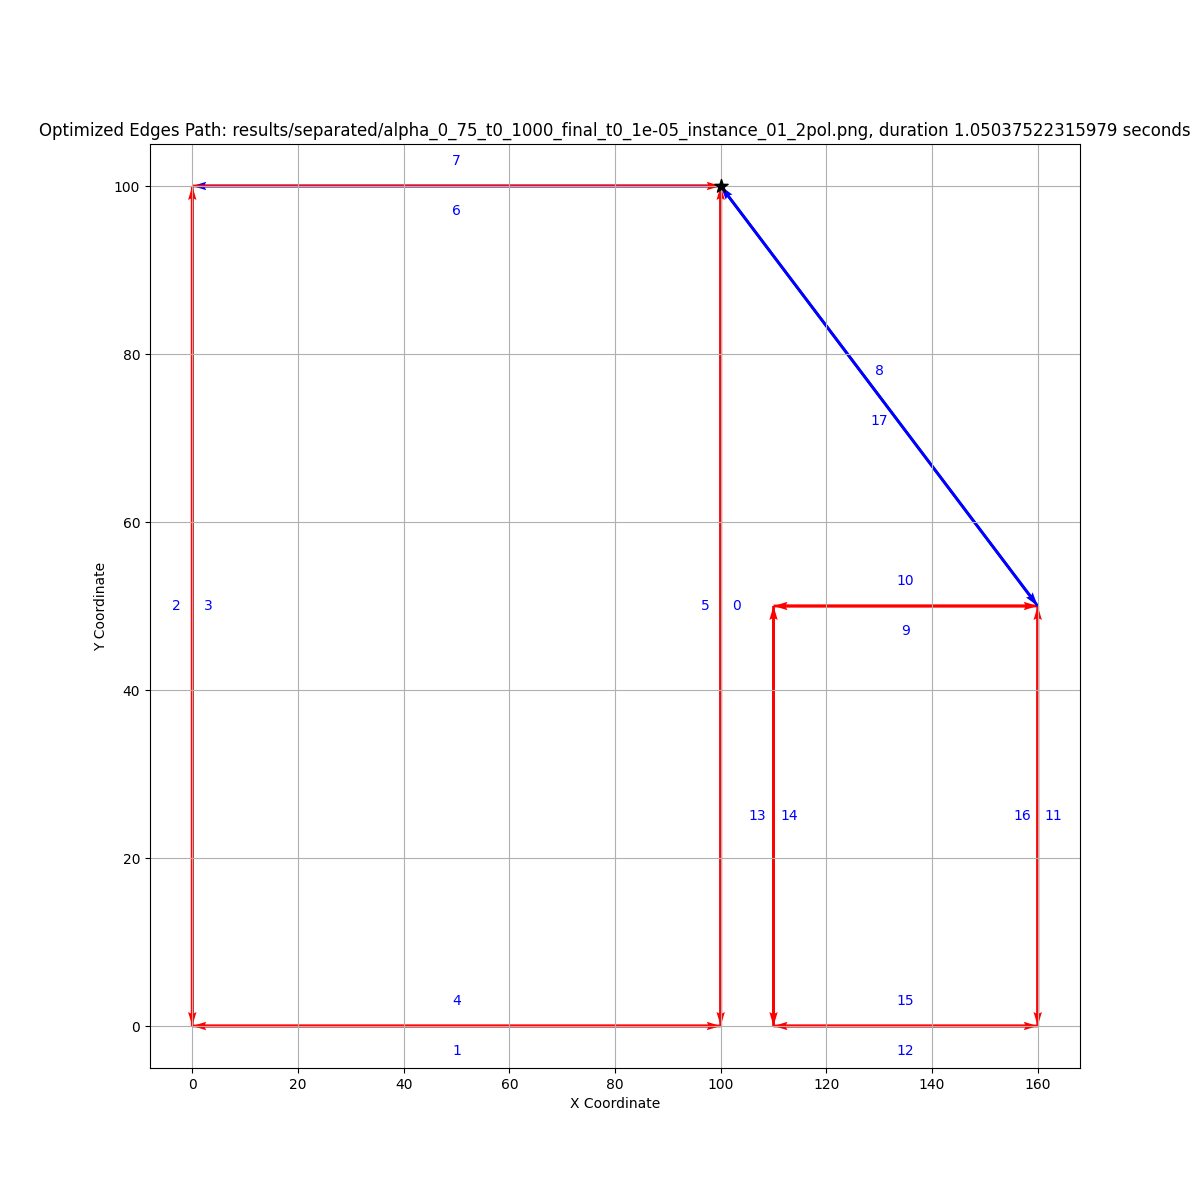 Optimized Edges Path: results/separated/alpha_0_75_t0_1000_final_t0_1e-05_instance_01_2pol.png, duration 1.05037522315979 seconds
7
100
6
80
8
17
60
10
2 3 5 0
9
Y Coordinate
40
13 14 16 11
20
4 15
0
1 12
0 20 40 60 80 100 120 140 160
X Coordinate